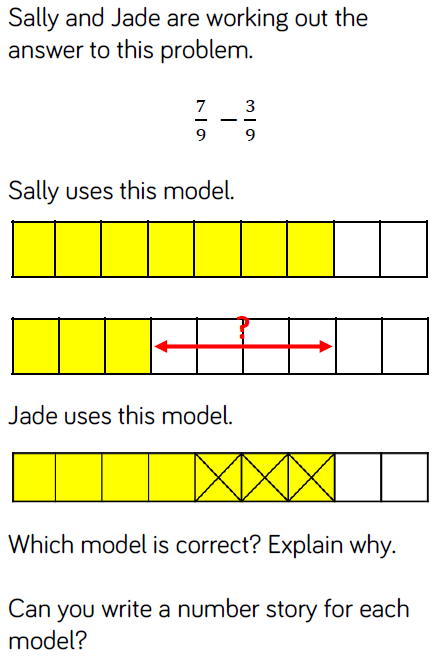 Sally and Jade are working out the
answer to this problem.
7/9 − 3/9
Sally uses this model.
?
Jade uses this model.
Which model is correct? Explain why.
Can you write a number story for each
model?